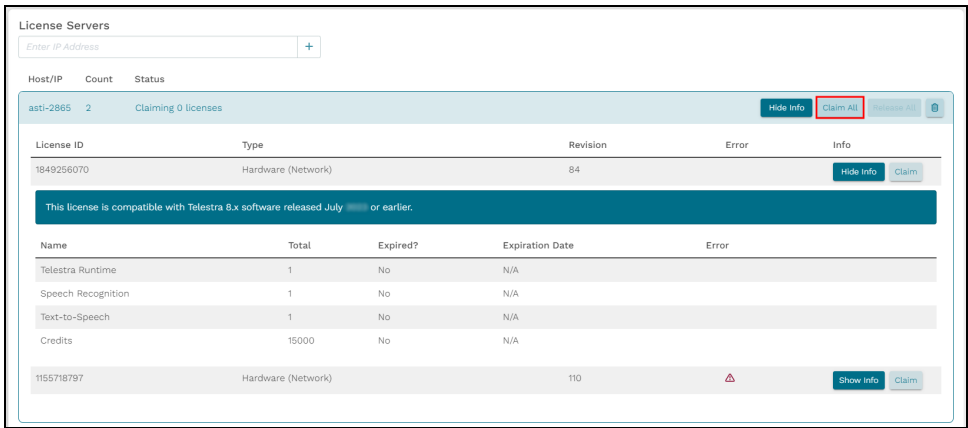 License Servers
Enter IP Address +
Host/IP Count Status
asti-2865 2 Claiming 0 licenses Hide Info Claim All Release All
License ID Type Revision Error Info
1849256070 Hardware (Network) 84 Hide Info Claim
This license is compatible with Telestra 8.x software released July or earlier.
Name Total Expired? Expiration Date Error
Telestra Runtime 1 No N/A
Speech Recognition 1 No N/A
Text-to-Speech 1 No N/A
Credits 15000 No N/A
1155718797 Hardware (Network) 110 Show Info Claim